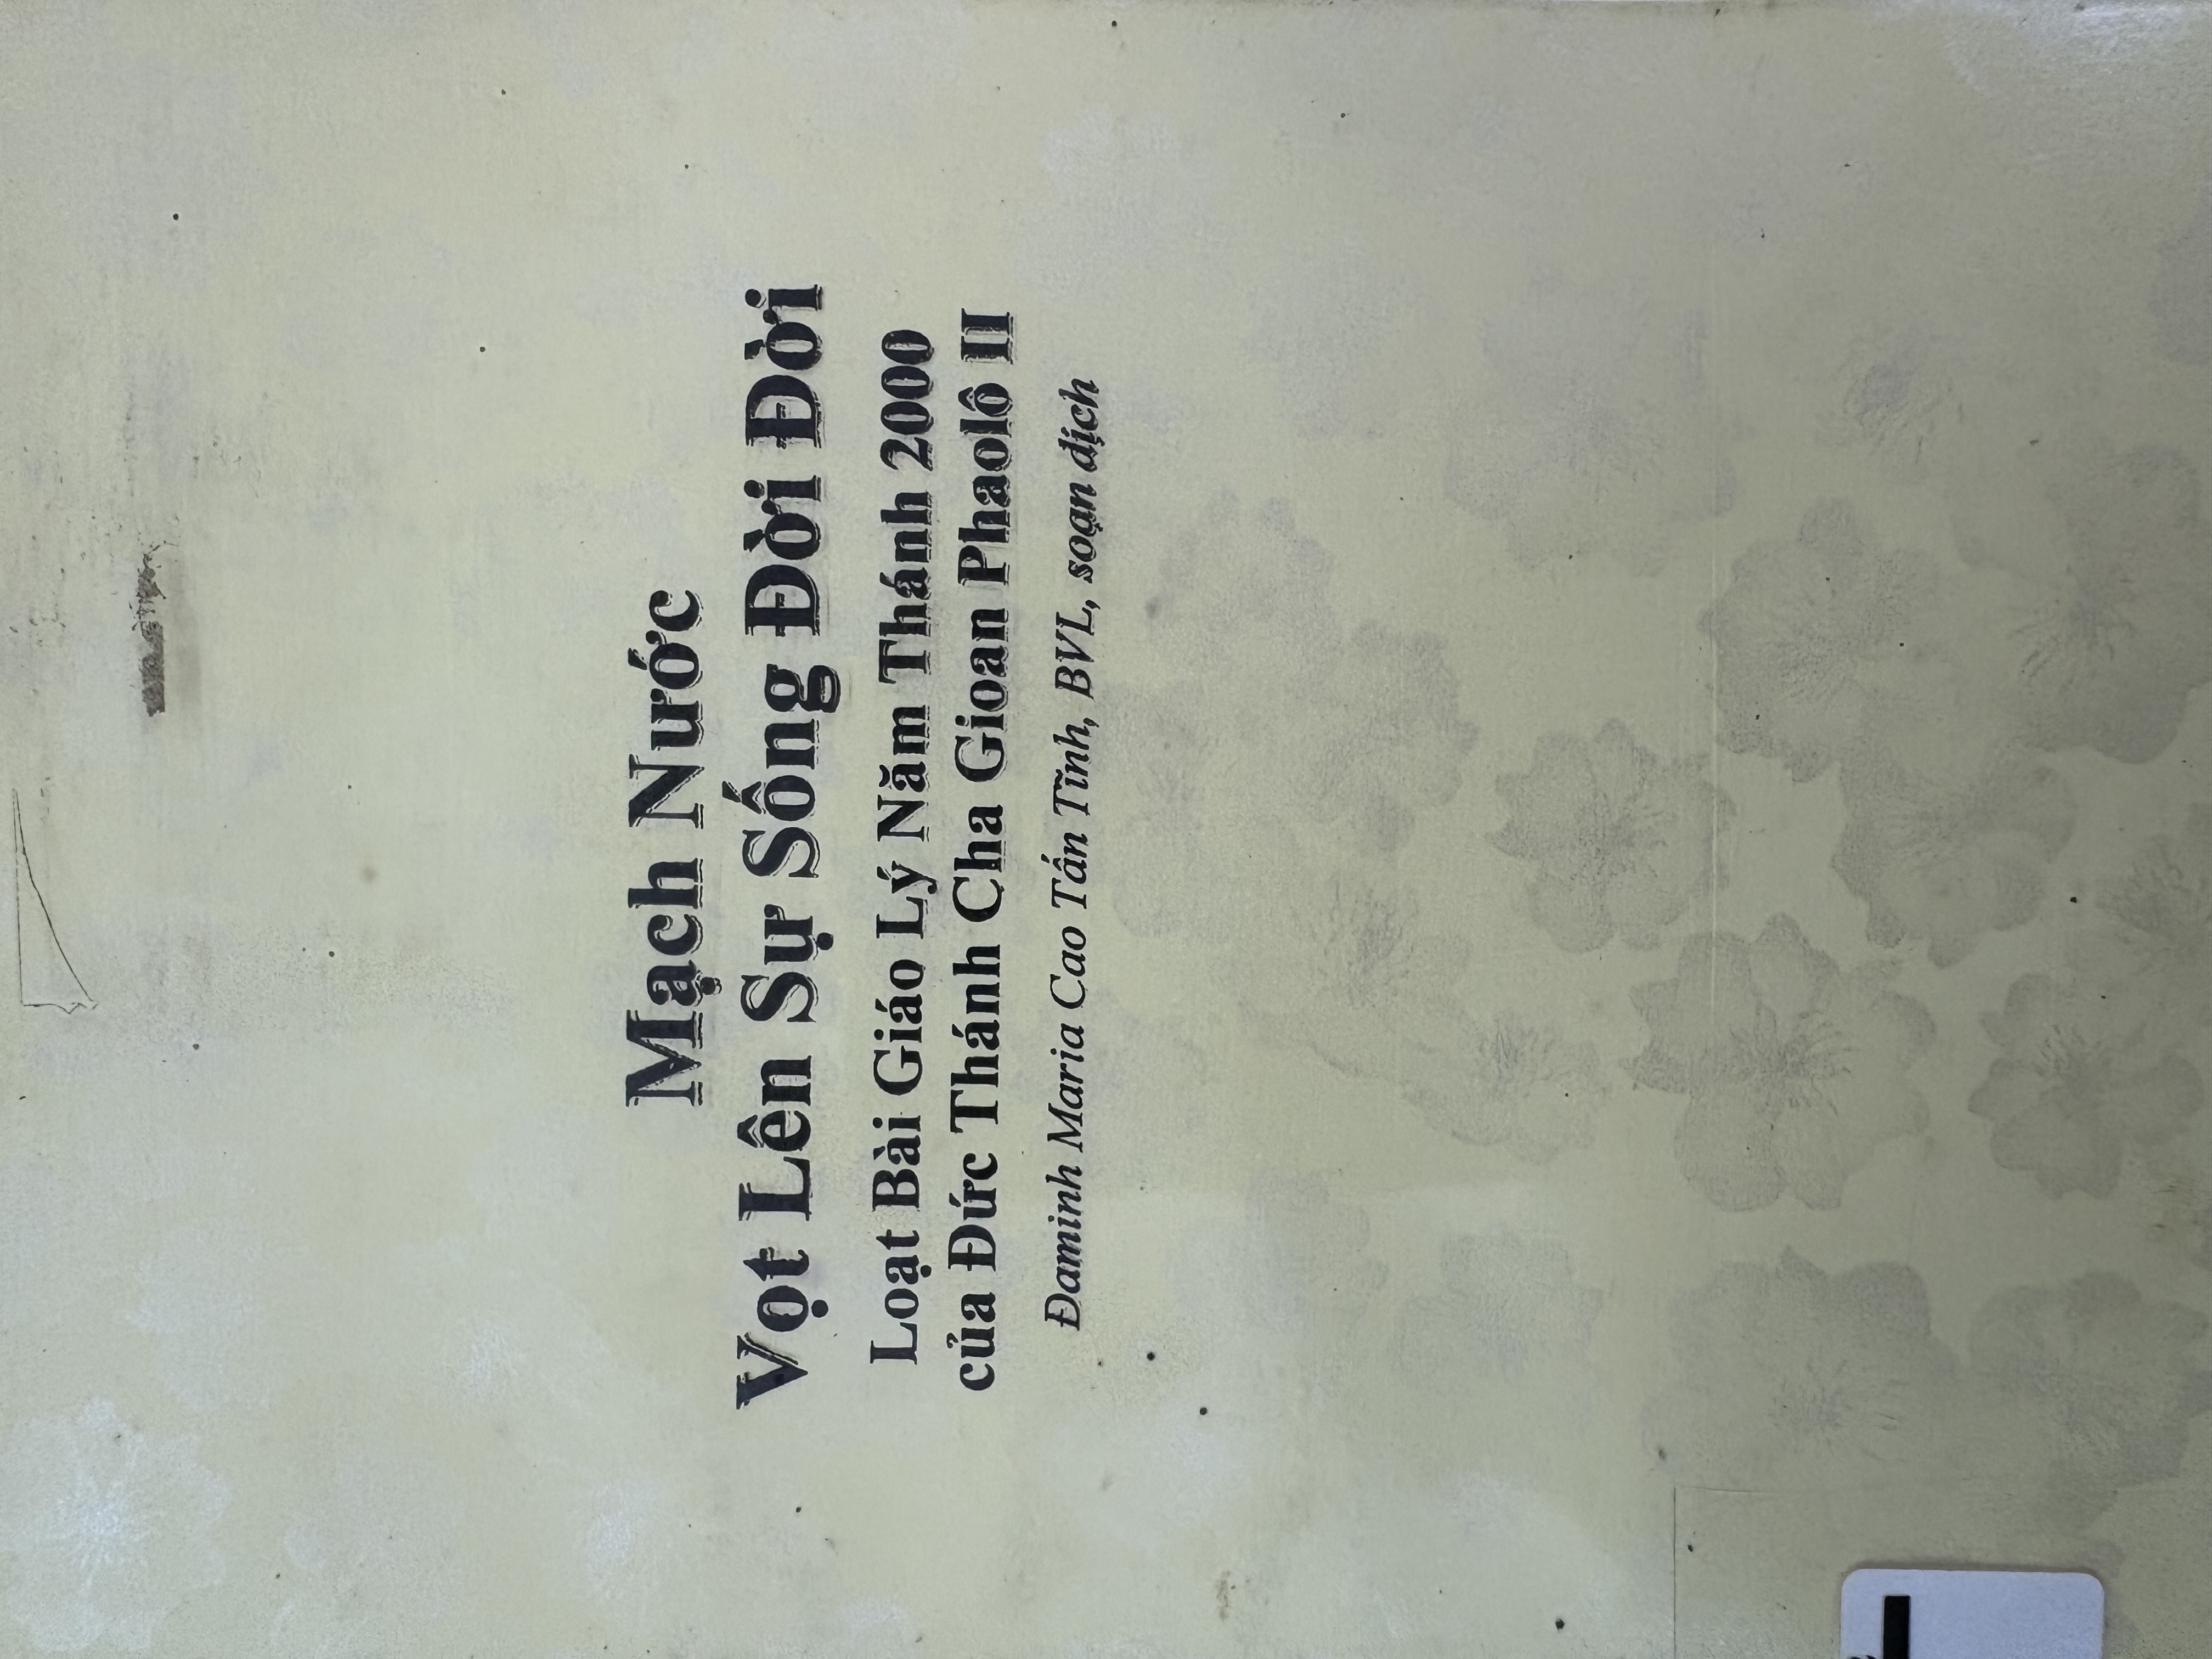 Mạch Nước
Vọt Lên Sự Sống Đời Đời
Loạt Bài Giáo Lý Năm Thánh 2000
của Đức Thánh Cha Gioan Phaolô II
Đaminh Maria Cao Tấn Tĩnh, BVL, soạn dịch